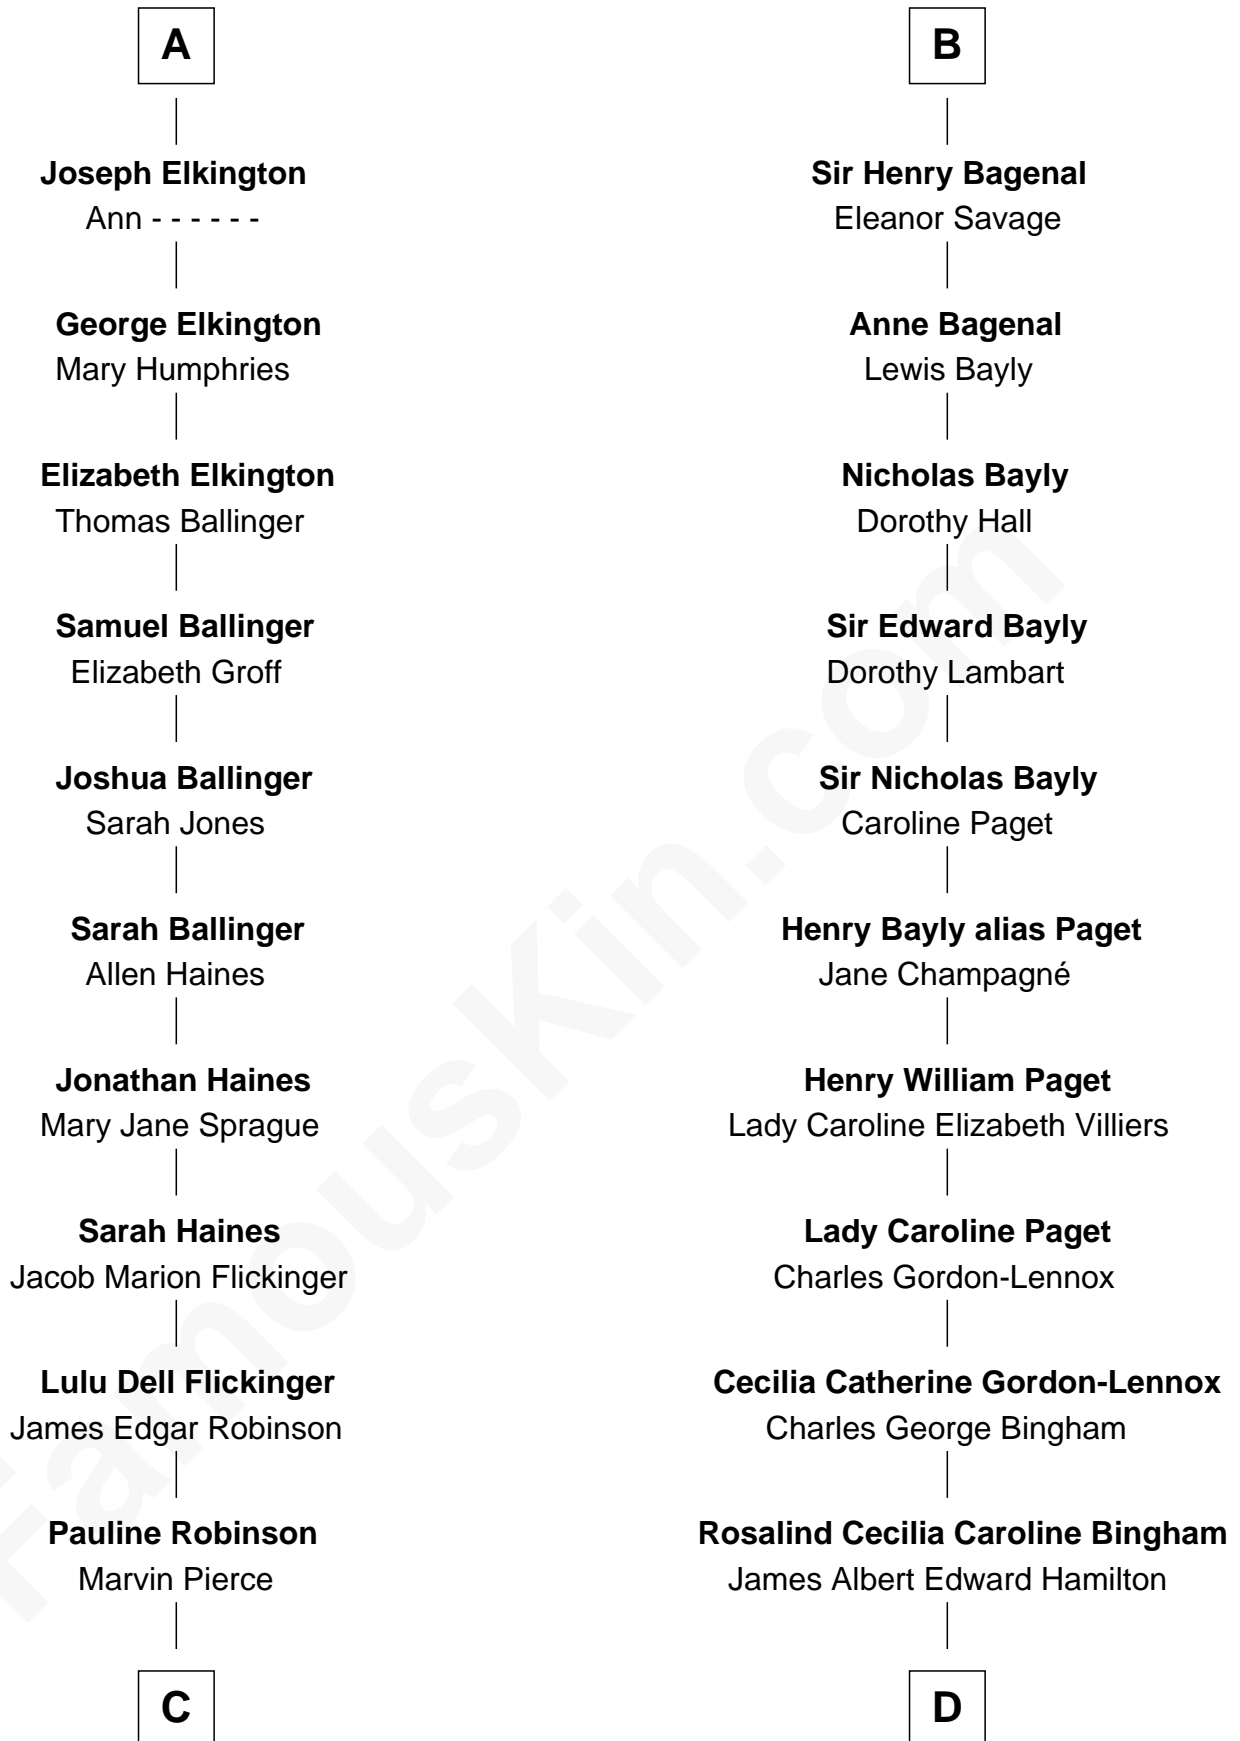 A
Joseph Elkington
Ann - - - - - -
George Elkington
Mary Humphries
Elizabeth Elkington
Thomas Ballinger
Samuel Ballinger
Elizabeth Groff
Joshua Ballinger
Sarah Jones
Sarah Ballinger
Allen Haines
Jonathan Haines
Mary Jane Sprague
Sarah Haines
Jacob Marion Flickinger
Lulu Dell Flickinger
James Edgar Robinson
Pauline Robinson
Marvin Pierce
C
B
Sir Henry Bagenal
Eleanor Savage
Anne Bagenal
Lewis Bayly
Nicholas Bayly
Dorothy Hall
Sir Edward Bayly
Dorothy Lambart
Sir Nicholas Bayly
Caroline Paget
Henry Bayly alias Paget
Jane Champagné
Henry William Paget
Lady Caroline Elizabeth Villiers
Lady Caroline Paget
Charles Gordon-Lennox
Cecilia Catherine Gordon-Lennox
Charles George Bingham
Rosalind Cecilia Caroline Bingham
James Albert Edward Hamilton
D
FamousKin.com